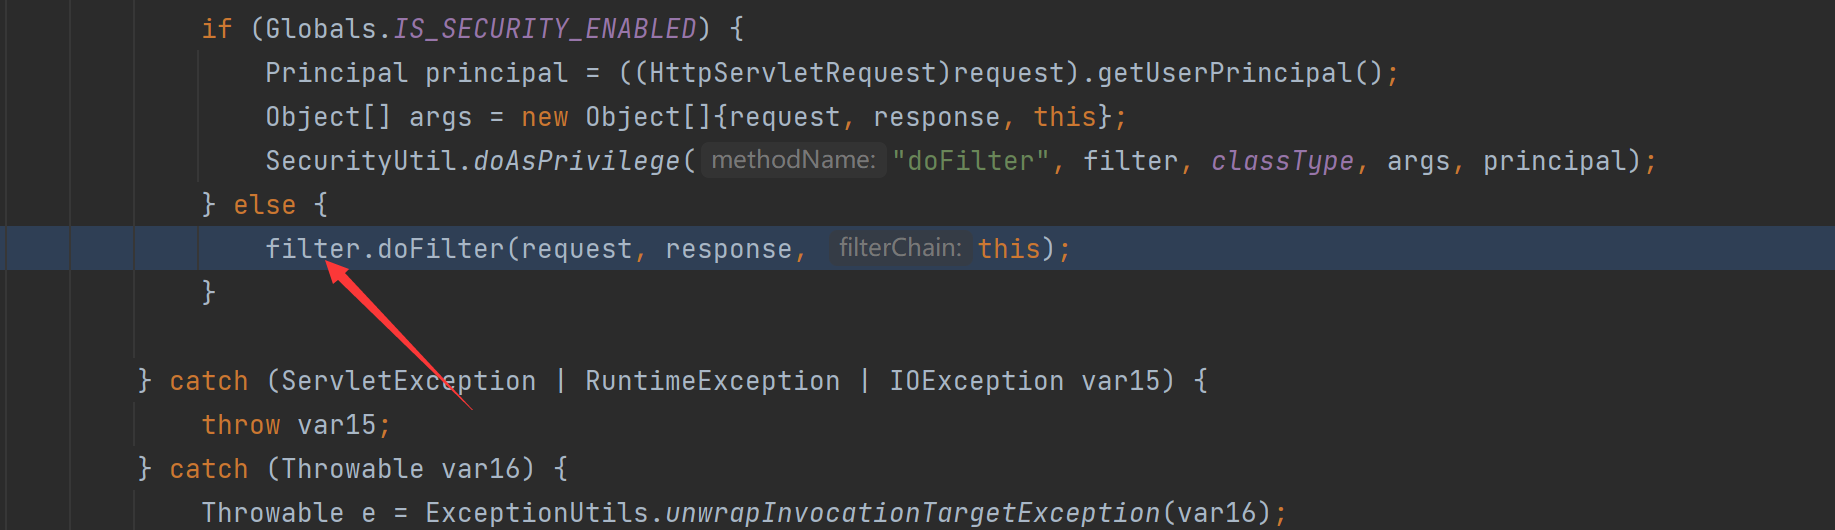 if (Globals.IS_SECURITY_ENABLED) {
Principal principal = ((HttpServletRequest)request).getUserPrincipal();
Object[] args = new Object[]{request, response, this};
SecurityUtil.doAsPrivilege( methodName: "doFilter", filter, classType, args, principal);
} else {
filter.doFilter(request, response, filterChain: this);
}
} catch (ServletException | RuntimeException | IOException var15) {
throw var15;
} catch (Throwable var16) {
Throwable e = ExceptionUtils.unwrapInvocationTargetException(var16);